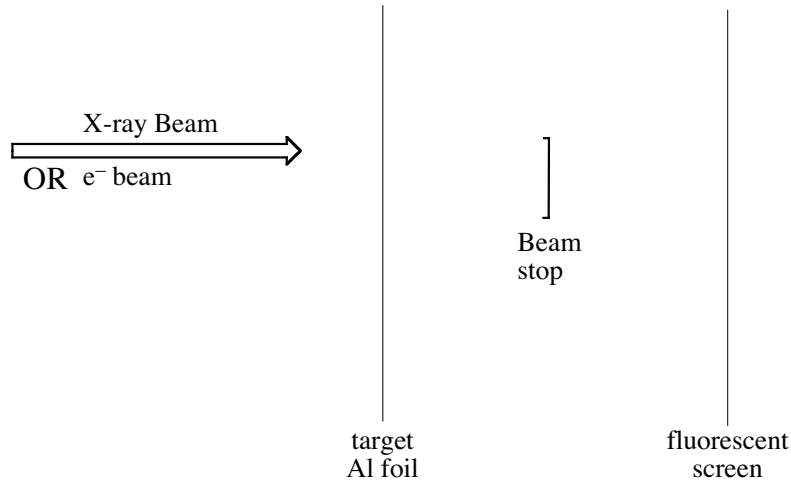 X-ray Beam
OR e⁻ beam
Beam
stop
target
Al foil
fluorescent
screen